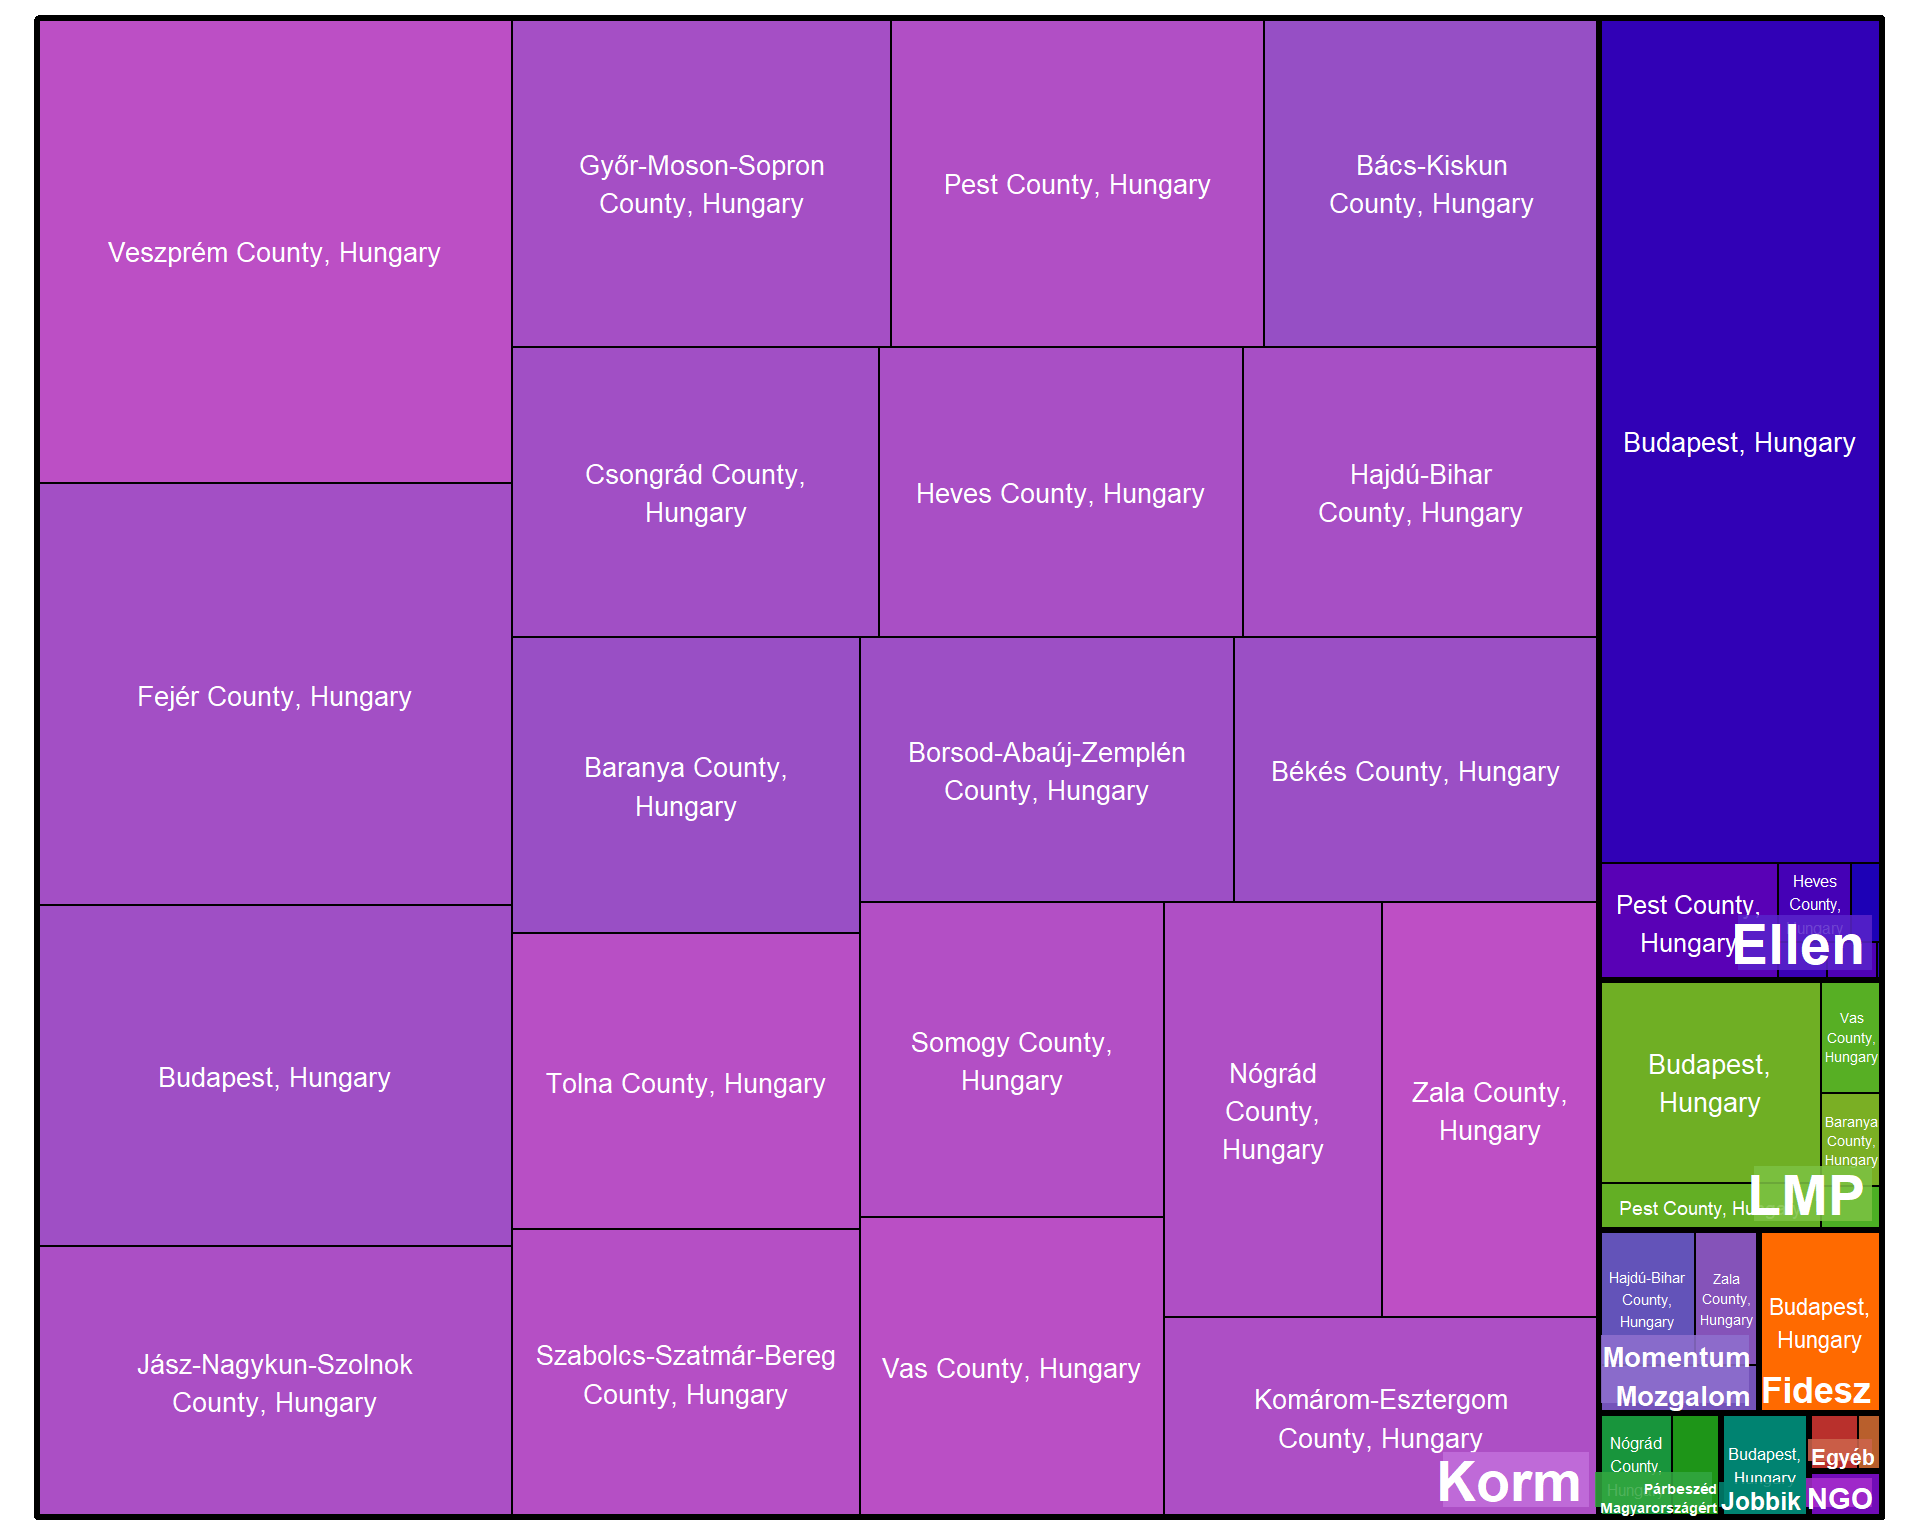 Veszprém County, Hungary
Fejér County, Hungary
Budapest, Hungary
Jász-Nagykun-Szolnok
County, Hungary
Győr-Moson-Sopron
County, Hungary
Pest County, Hungary
Bács-Kiskun
County, Hungary
Csongrád County,
Hungary
Heves County, Hungary
Hajdú-Bihar
County, Hungary
Baranya County,
Hungary
Borsod-Abaúj-Zemplén
County, Hungary
Békés County, Hungary
Tolna County, Hungary
Somogy County,
Hungary
Nógrád
County,
Hungary
Zala County,
Hungary
Szabolcs-Szatmár-Bereg
County, Hungary
Vas County, Hungary
Komárom-Esztergom
County, Hungary
Korm
Budapest, Hungary
Pest County,
Hungary
Heves
County,
Hungary
Ellen
Budapest,
Hungary
Vas
County,
Hungary
Baranya
County,
Hungary
Pest County, Hungary
LMP
Hajdú-Bihar
County,
Hungary
Zala
County,
Hungary
Momentum
Mozgalom
Budapest,
Hungary
Fidesz
Nógrád
County,
Hungary
Párbeszéd
Magyarországért
Budapest,
Hungary
Jobbik
Egyéb
NGO